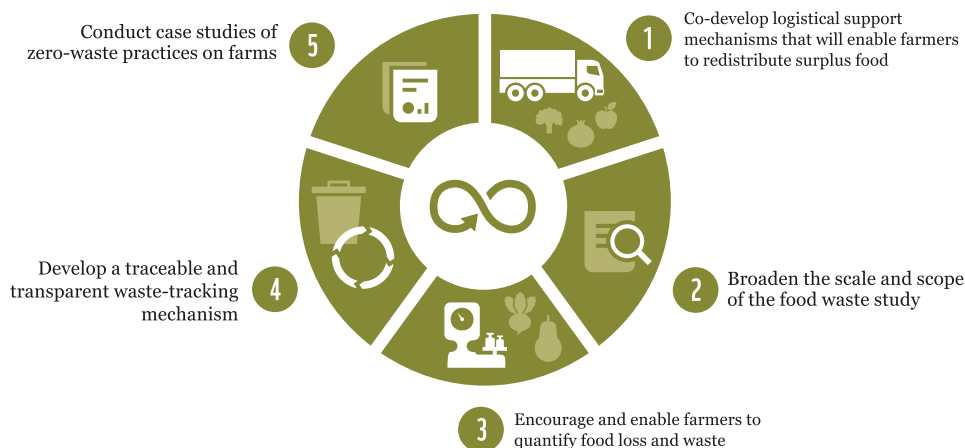 1
Co-develop logistical support
mechanisms that will enable farmers
to redistribute surplus food
2
Broaden the scale and scope
of the food waste study
3
Encourage and enable farmers to
quantify food loss and waste
4
Develop a traceable and
transparent waste-tracking
mechanism
5
Conduct case studies of
zero-waste practices on farms